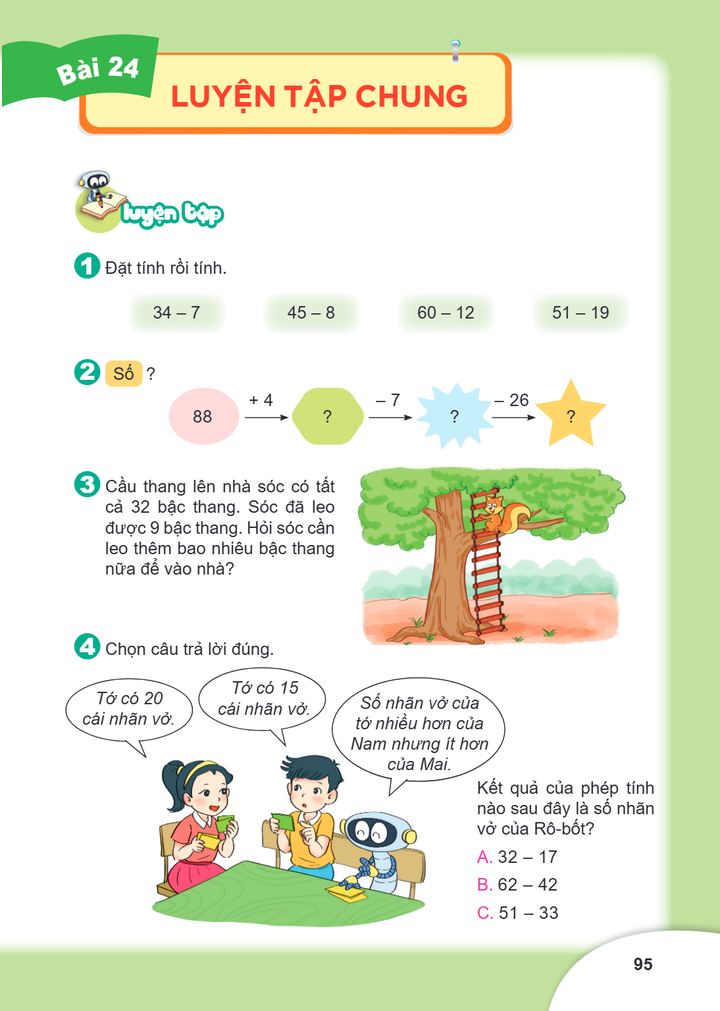 Bài 24
LUYỆN TẬP CHUNG
luyện tập
1 Đặt tính rồi tính.
34 – 7 45 – 8 60 – 12 51 – 19
2 Số ?
+ 4 – 7 – 26
88 ? ? ?
3 Cầu thang lên nhà sóc có tất
cả 32 bậc thang. Sóc đã leo
được 9 bậc thang. Hỏi sóc cần
leo thêm bao nhiêu bậc thang
nữa để vào nhà?
4 Chọn câu trả lời đúng.
Tớ có 20
cái nhãn vở.
Tớ có 15
cái nhãn vở.
Số nhãn vở của
tớ nhiều hơn của
Nam nhưng ít hơn
của Mai.
Kết quả của phép tính
nào sau đây là số nhãn
vở của Rô-bốt?
A. 32 – 17
B. 62 – 42
C. 51 – 33
95